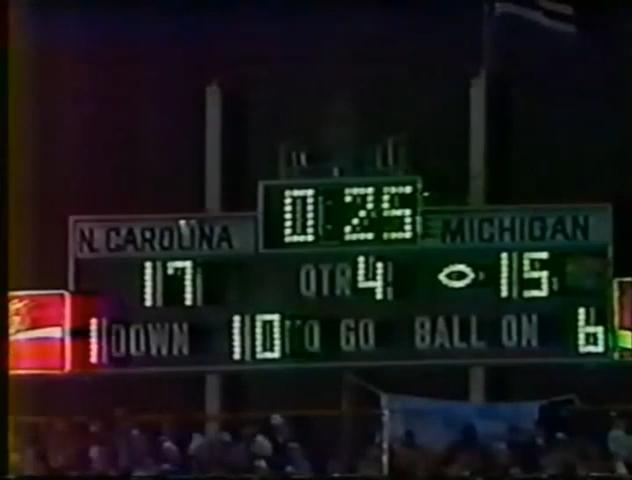 0:25
N. CAROLINA MICHIGAN
17 QTR 4 15
1 DOWN 10 TO GO BALL ON 6